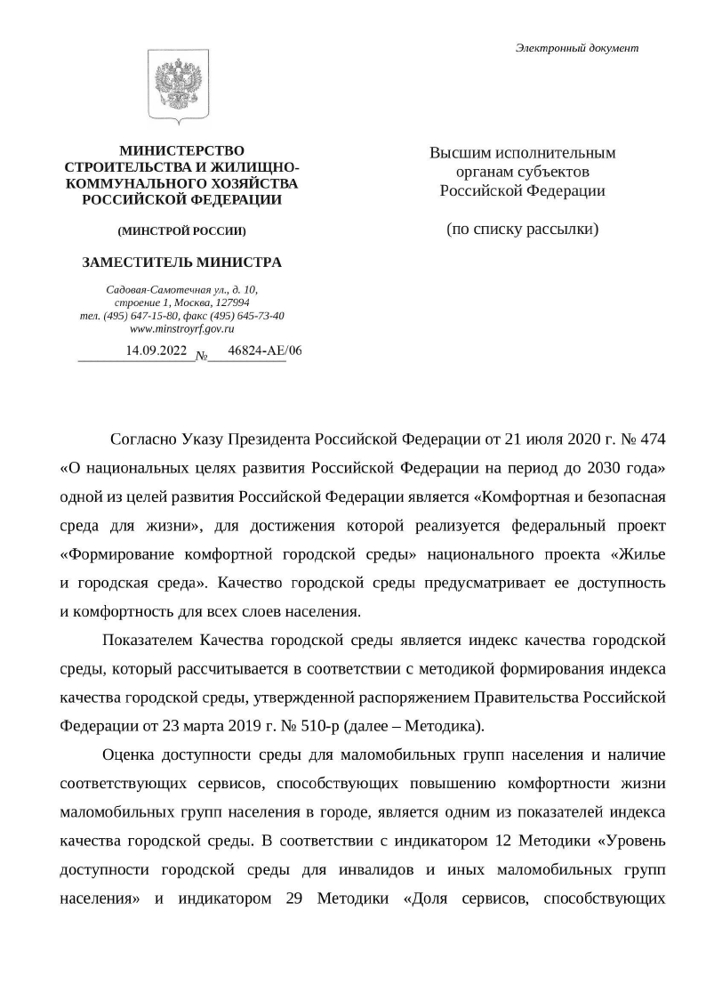 Электронный документ
МИНИСТЕРСТВО
СТРОИТЕЛЬСТВА И ЖИЛИЩНО-
КОММУНАЛЬНОГО ХОЗЯЙСТВА
РОССИЙСКОЙ ФЕДЕРАЦИИ
(МИНСТРОЙ РОССИИ)
ЗАМЕСТИТЕЛЬ МИНИСТРА
Садовая-Самотечная ул., д. 10,
строение 1, Москва, 127994
тел. (495) 647-15-80, факс (495) 645-73-40
www.minstroyrf.gov.ru
14.09.2022 № 46824-АЕ/06
Высшим исполнительным
органам субъектов
Российской Федерации
(по списку рассылки)
Согласно Указу Президента Российской Федерации от 21 июля 2020 г. № 474
«О национальных целях развития Российской Федерации на период до 2030 года»
одной из целей развития Российской Федерации является «Комфортная и безопасная
среда для жизни», для достижения которой реализуется федеральный проект
«Формирование комфортной городской среды» национального проекта «Жилье
и городская среда». Качество городской среды предусматривает ее доступность
и комфортность для всех слоев населения.
Показателем Качества городской среды является индекс качества городской
среды, который рассчитывается в соответствии с методикой формирования индекса
качества городской среды, утвержденной распоряжением Правительства Российской
Федерации от 23 марта 2019 г. № 510-р (далее – Методика).
Оценка доступности среды для маломобильных групп населения и наличие
соответствующих сервисов, способствующих повышению комфортности жизни
маломобильных групп населения в городе, является одним из показателей индекса
качества городской среды. В соответствии с индикатором 12 Методики «Уровень
доступности городской среды для инвалидов и иных маломобильных групп
населения» и индикатором 29 Методики «Доля сервисов, способствующих